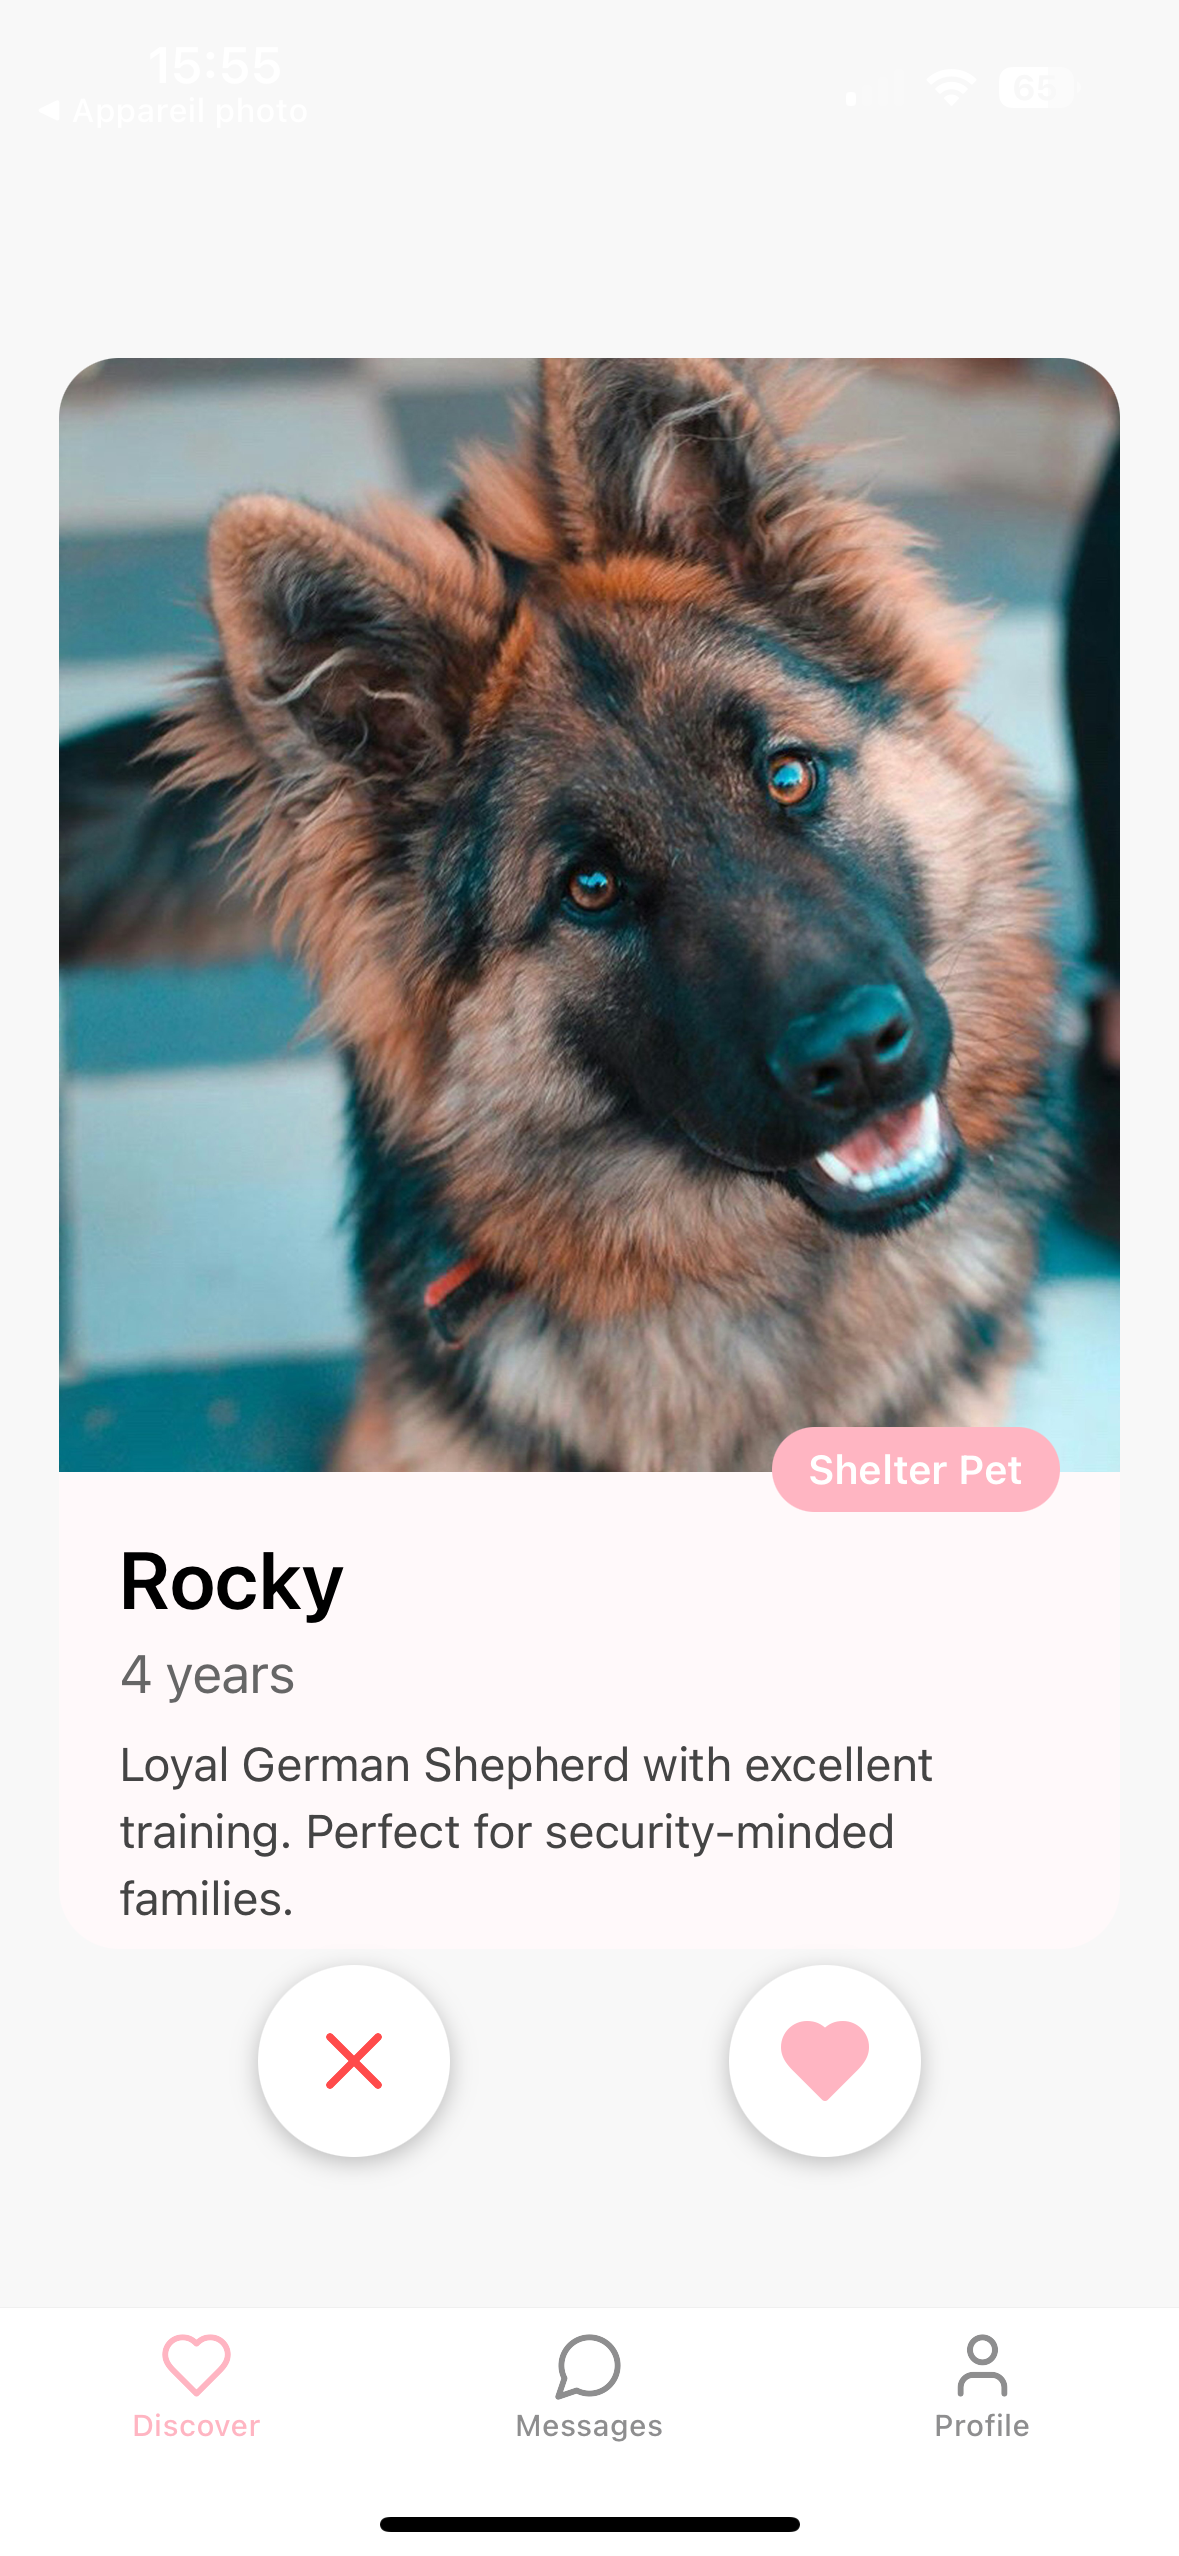 15:55
◀ Appareil photo
65
Shelter Pet
Rocky
4 years
Loyal German Shepherd with excellent
training. Perfect for security-minded
families.
Discover
Messages
Profile